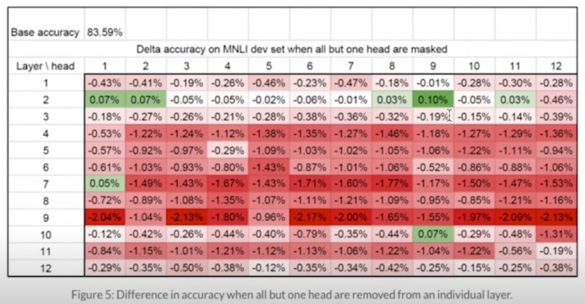 Base accuracy 83.59%
Delta accuracy on MNLI dev set when all but one head are masked
Layer \ head 1 2 3 4 5 6 7 8 9 10 11 12
1 -0.43% -0.41% -0.19% -0.26% -0.46% -0.23% -0.47% -0.18% -0.01% -0.28% -0.30% -0.28%
2 0.07% 0.07% -0.05% -0.05% -0.02% -0.06% -0.01% 0.03% 0.10% -0.05% 0.03% -0.46%
3 -0.18% -0.27% -0.26% -0.21% -0.28% -0.38% -0.36% -0.32% -0.19% -0.15% -0.14% -0.39%
4 -0.53% -1.22% -1.24% -1.12% -1.38% -1.35% -1.27% -1.46% -1.18% -1.27% -1.29% -1.36%
5 -0.57% -0.92% -0.97% -0.29% -1.09% -1.03% -1.02% -1.05% -1.06% -1.22% -1.11% -0.94%
6 -0.61% -1.03% -0.93% -0.80% -1.43% -0.87% -1.01% -1.06% -0.52% -0.86% -0.88% -1.06%
7 0.05% -1.49% -1.43% -1.67% -1.43% -1.71% -1.60% -1.77% -1.17% -1.50% -1.47% -1.53%
8 -0.72% -0.89% -1.08% -1.35% -1.07% -1.11% -1.21% -1.09% -0.95% -0.85% -1.21% -1.16%
9 -2.04% -1.04% -2.13% -1.80% -0.96% -2.17% -2.00% -1.65% -1.55% -1.97% -2.09% -2.13%
10 -0.12% -0.42% -0.26% -0.44% -0.40% -0.79% -0.35% -0.44% 0.07% -0.29% -0.48% -1.31%
11 -0.84% -1.15% -1.01% -1.21% -1.12% -1.13% -1.06% -1.22% -1.04% -1.22% -0.56% -0.19%
12 -0.29% -0.35% -0.50% -0.38% -0.12% -0.35% -0.34% -0.42% -0.25% -0.15% -0.25% -0.38%
Figure 5: Difference in accuracy when all but one head are removed from an individual layer.